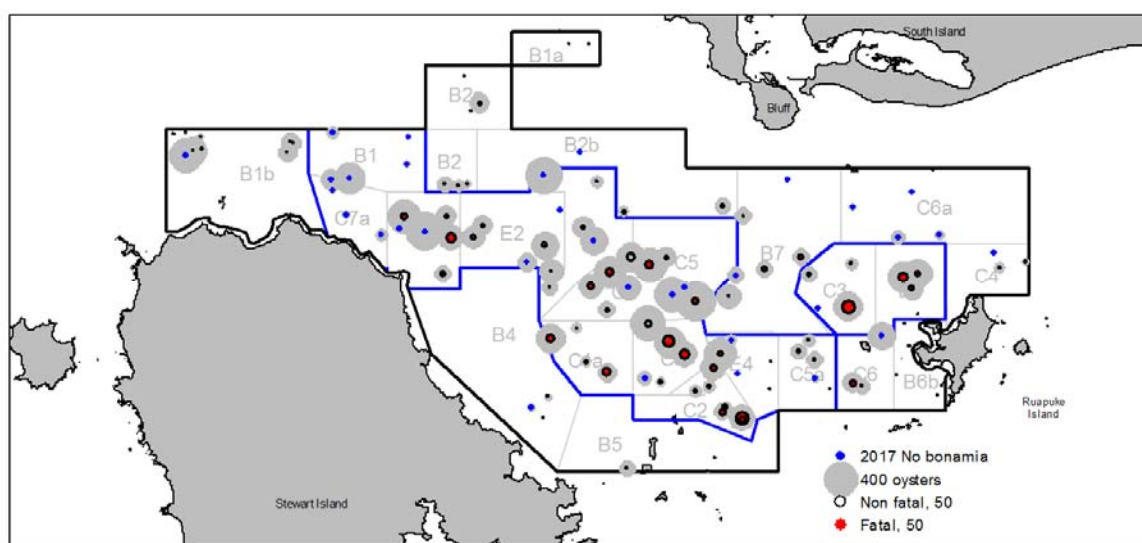 South Island
B1a
B2
Bluff
B1b
B1
B2
B2b
C7a
E2
C6a
C5
B7
C4
C3
B4
C1a
E4
C5a
C6
B6b
C2
B5
Ruapuke
Island
Stewart Island
2017 No bonamia
400 oysters
Non fatal, 50
Fatal, 50